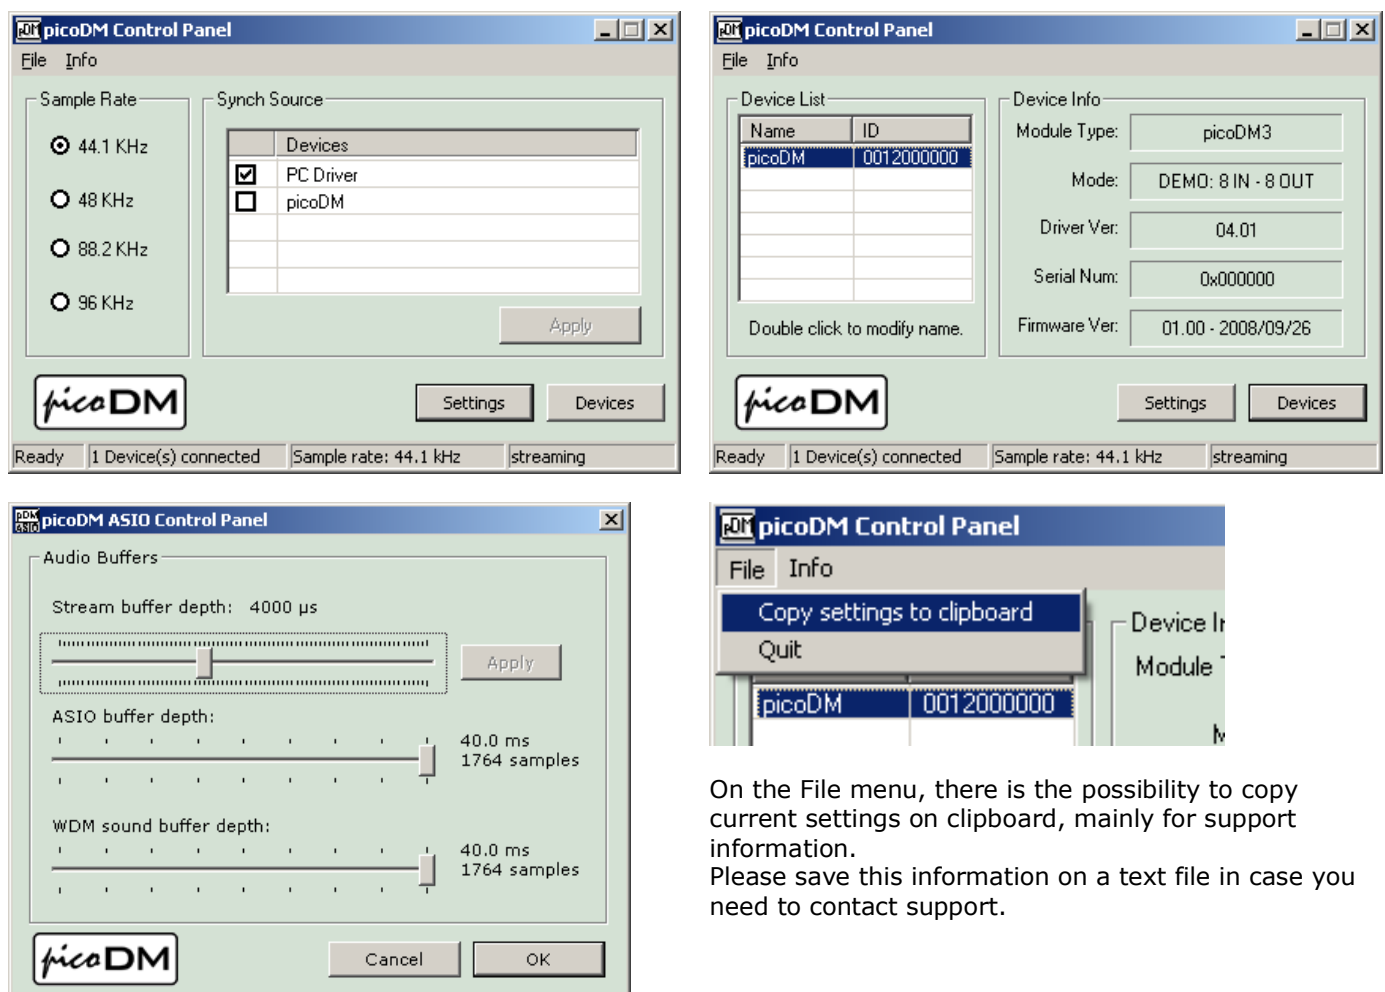 picoDM Control Panel
File Info
Sample Rate
44.1 KHz
48 KHz
88.2 KHz
96 KHz
Synch Source
Devices
PC Driver
picoDM
Apply
picoDM
Settings
Devices
Ready
1 Device(s) connected
Sample rate: 44.1 kHz
streaming
picoDM Control Panel
File Info
Device List
Name ID
picoDM 0012000000
Double click to modify name.
Device Info
Module Type: picoDM3
Mode: DEMO: 8 IN - 8 OUT
Driver Ver: 04.01
Serial Num: 0x000000
Firmware Ver: 01.00 - 2008/09/26
picoDM
Settings
Devices
Ready
1 Device(s) connected
Sample rate: 44.1 kHz
streaming
pDM ASIO
picoDM ASIO Control Panel
Audio Buffers
Stream buffer depth: 4000 µs
Apply
ASIO buffer depth:
40.0 ms
1764 samples
WDM sound buffer depth:
40.0 ms
1764 samples
picoDM
Cancel
OK
pDM
picoDM Control Panel
File Info
Copy settings to clipboard
Quit
Device I
Module
picoDM 0012000000
M
On the File menu, there is the possibility to copy
current settings on clipboard, mainly for support
information.
Please save this information on a text file in case you
need to contact support.